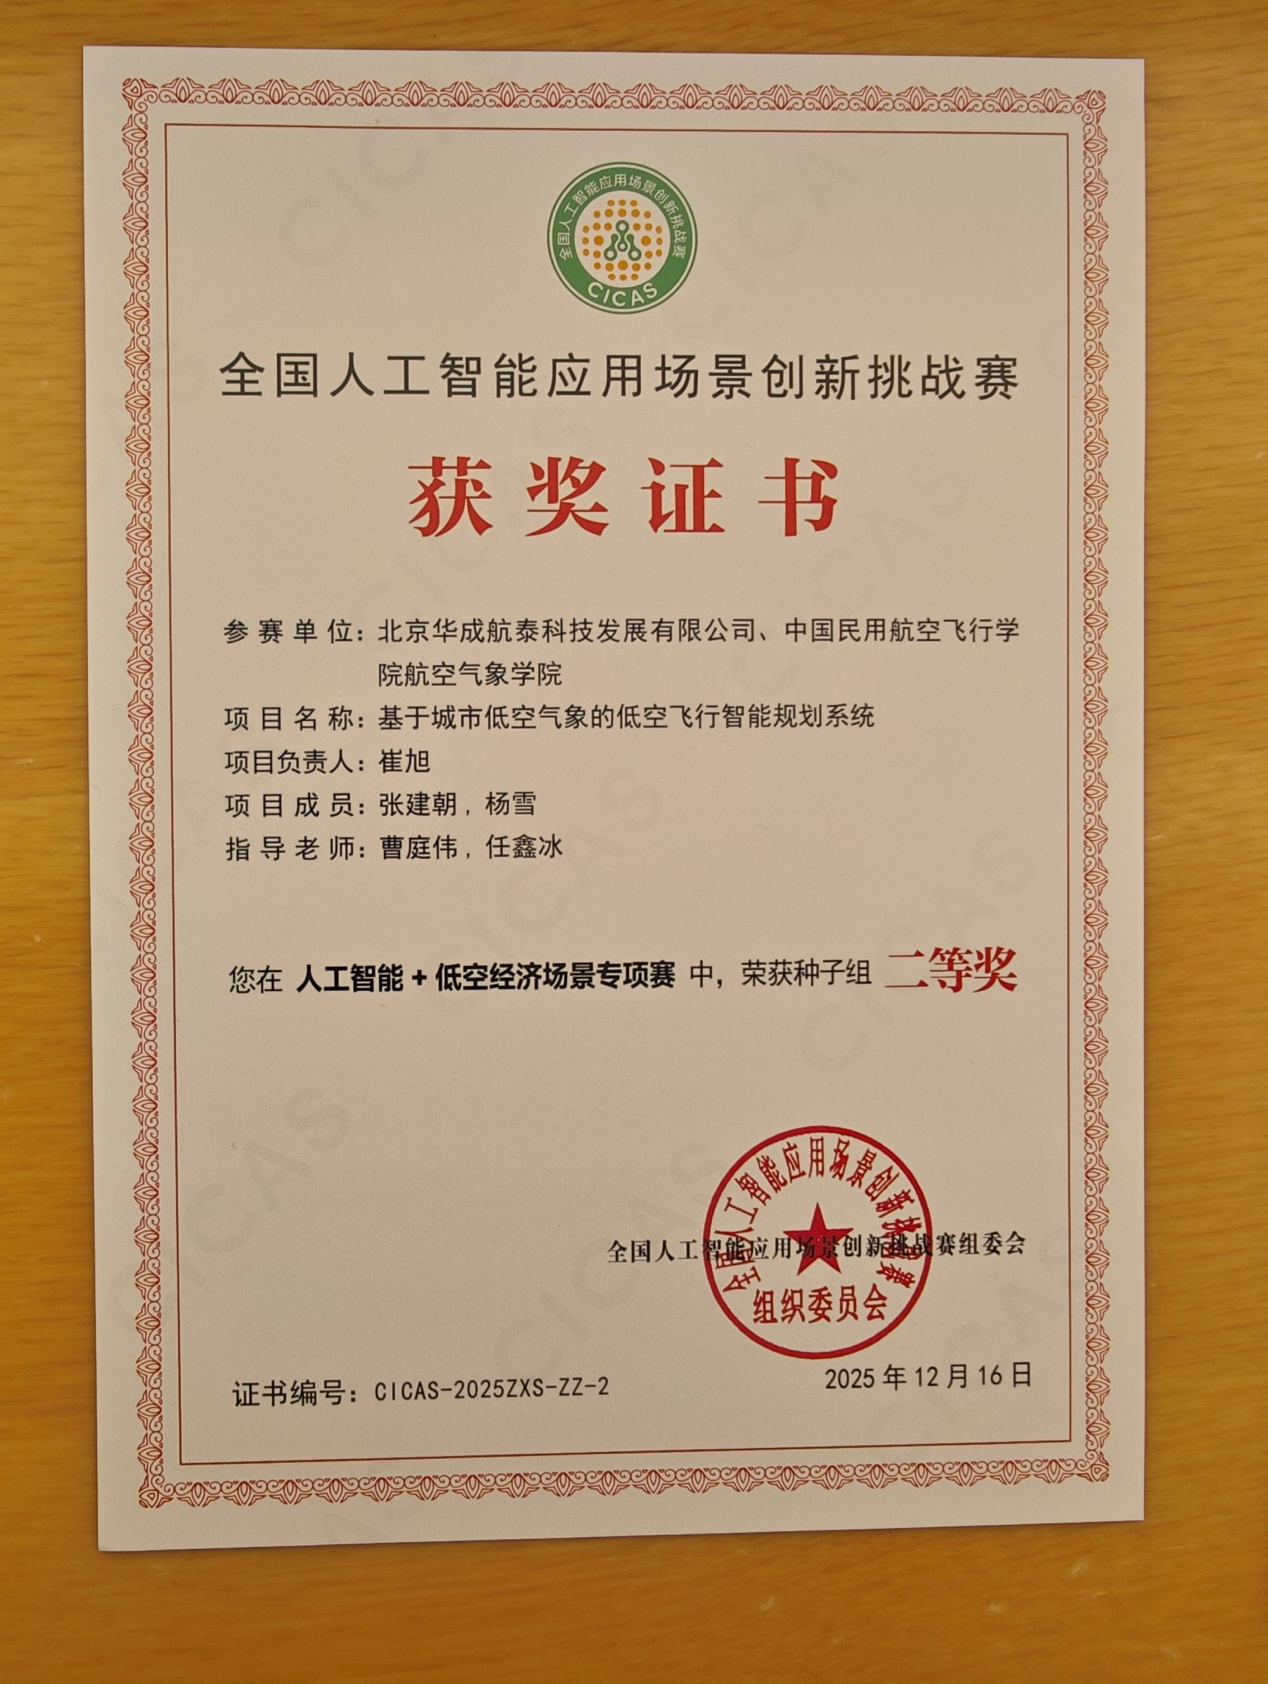 全国人工智能应用场景创新挑战赛
CICAS
全国人工智能应用场景创新挑战赛
获奖证书
参赛单位：北京华成航泰科技发展有限公司、中国民用航空飞行学
院航空气象学院
项目名称：基于城市低空气象的低空飞行智能规划系统
项目负责人：崔旭
项目成员：张建朝，杨雪
指导老师：曹庭伟，任鑫冰
您在 人工智能 + 低空经济场景专项赛 中，荣获种子组 二等奖
全国人工智能应用场景创新挑战赛组委会
全国人工智能应用场景创新挑战赛
组织委员会
2025 年 12 月 16 日
证书编号：CICAS-2025ZXS-ZZ-2